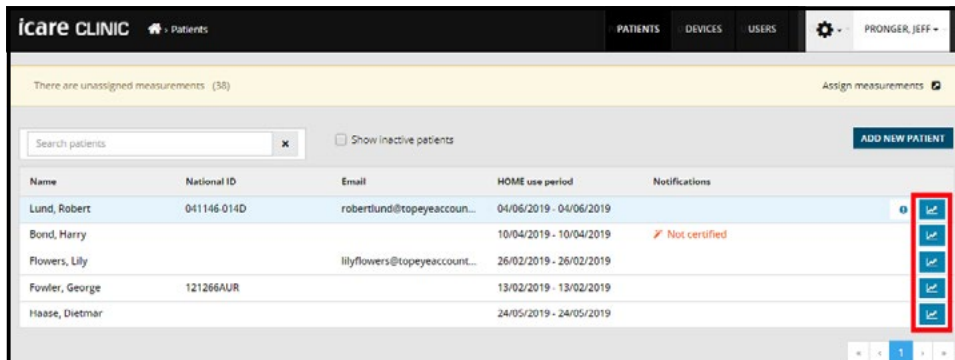 icare CLINIC › Patients PATIENTS DEVICES USERS PRONGER, JEFF
There are unassigned measurements (38) Assign measurements
Search patients × Show inactive patients ADD NEW PATIENT
Name National ID Email HOME use period Notifications
Lund, Robert 041146-014D robertlund@topeyeaccoun... 04/06/2019 - 04/06/2019
Bond, Harry 10/04/2019 - 10/04/2019 Not certified
Flowers, Lily lilyflowers@topeyeaccount... 26/02/2019 - 26/02/2019
Fowler, George 121266AUR 13/02/2019 - 13/02/2019
Haase, Dietmar 24/05/2019 - 24/05/2019
« ‹ 1 › »